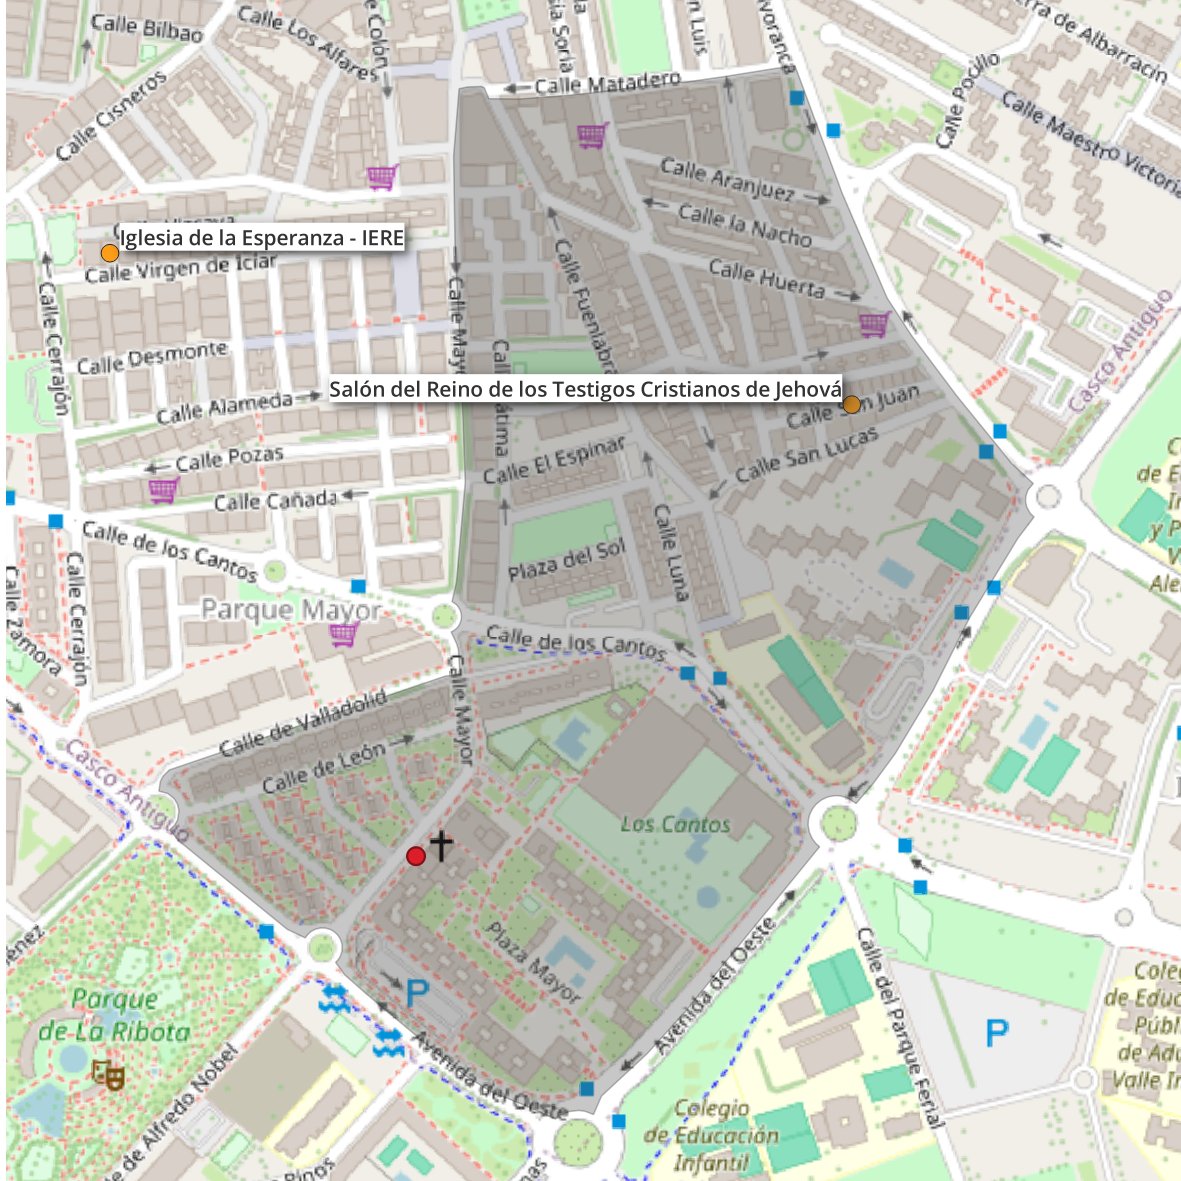 Calle Bilbao
Calle Los Alfares
Calle Cisneros
Calle Matadero
Calle Pocillo
Calle Maestro Victoria
Calle Aranjuez
Calle la Nacho
Iglesia de la Esperanza - IERE
Calle Virgen de Iciar
Calle Huerta
Calle Cerrajón
Calle Desmonte
Casco Antiguo
Salón del Reino de los Testigos Cristianos de Jehová
Calle Alameda
Calle San Juan
Calle San Lucas
Calle Pozas
Calle El Espinar
Calle Cañada
Calle de los Cantos
Plaza del Sol
Calle Luna
Calle Cerrajón
Calle Zamora
Parque Mayor
Calle de los Cantos
Calle Mayor
Calle de Valladolid
Calle de León
Casco Antiguo
Los Cantos
Plaza Mayor
Avenida del Oeste
Calle del Parque Ferial
P
P
Parque
de La Ribota
Avenida del Oeste
Colegio
de Educación
Infantil